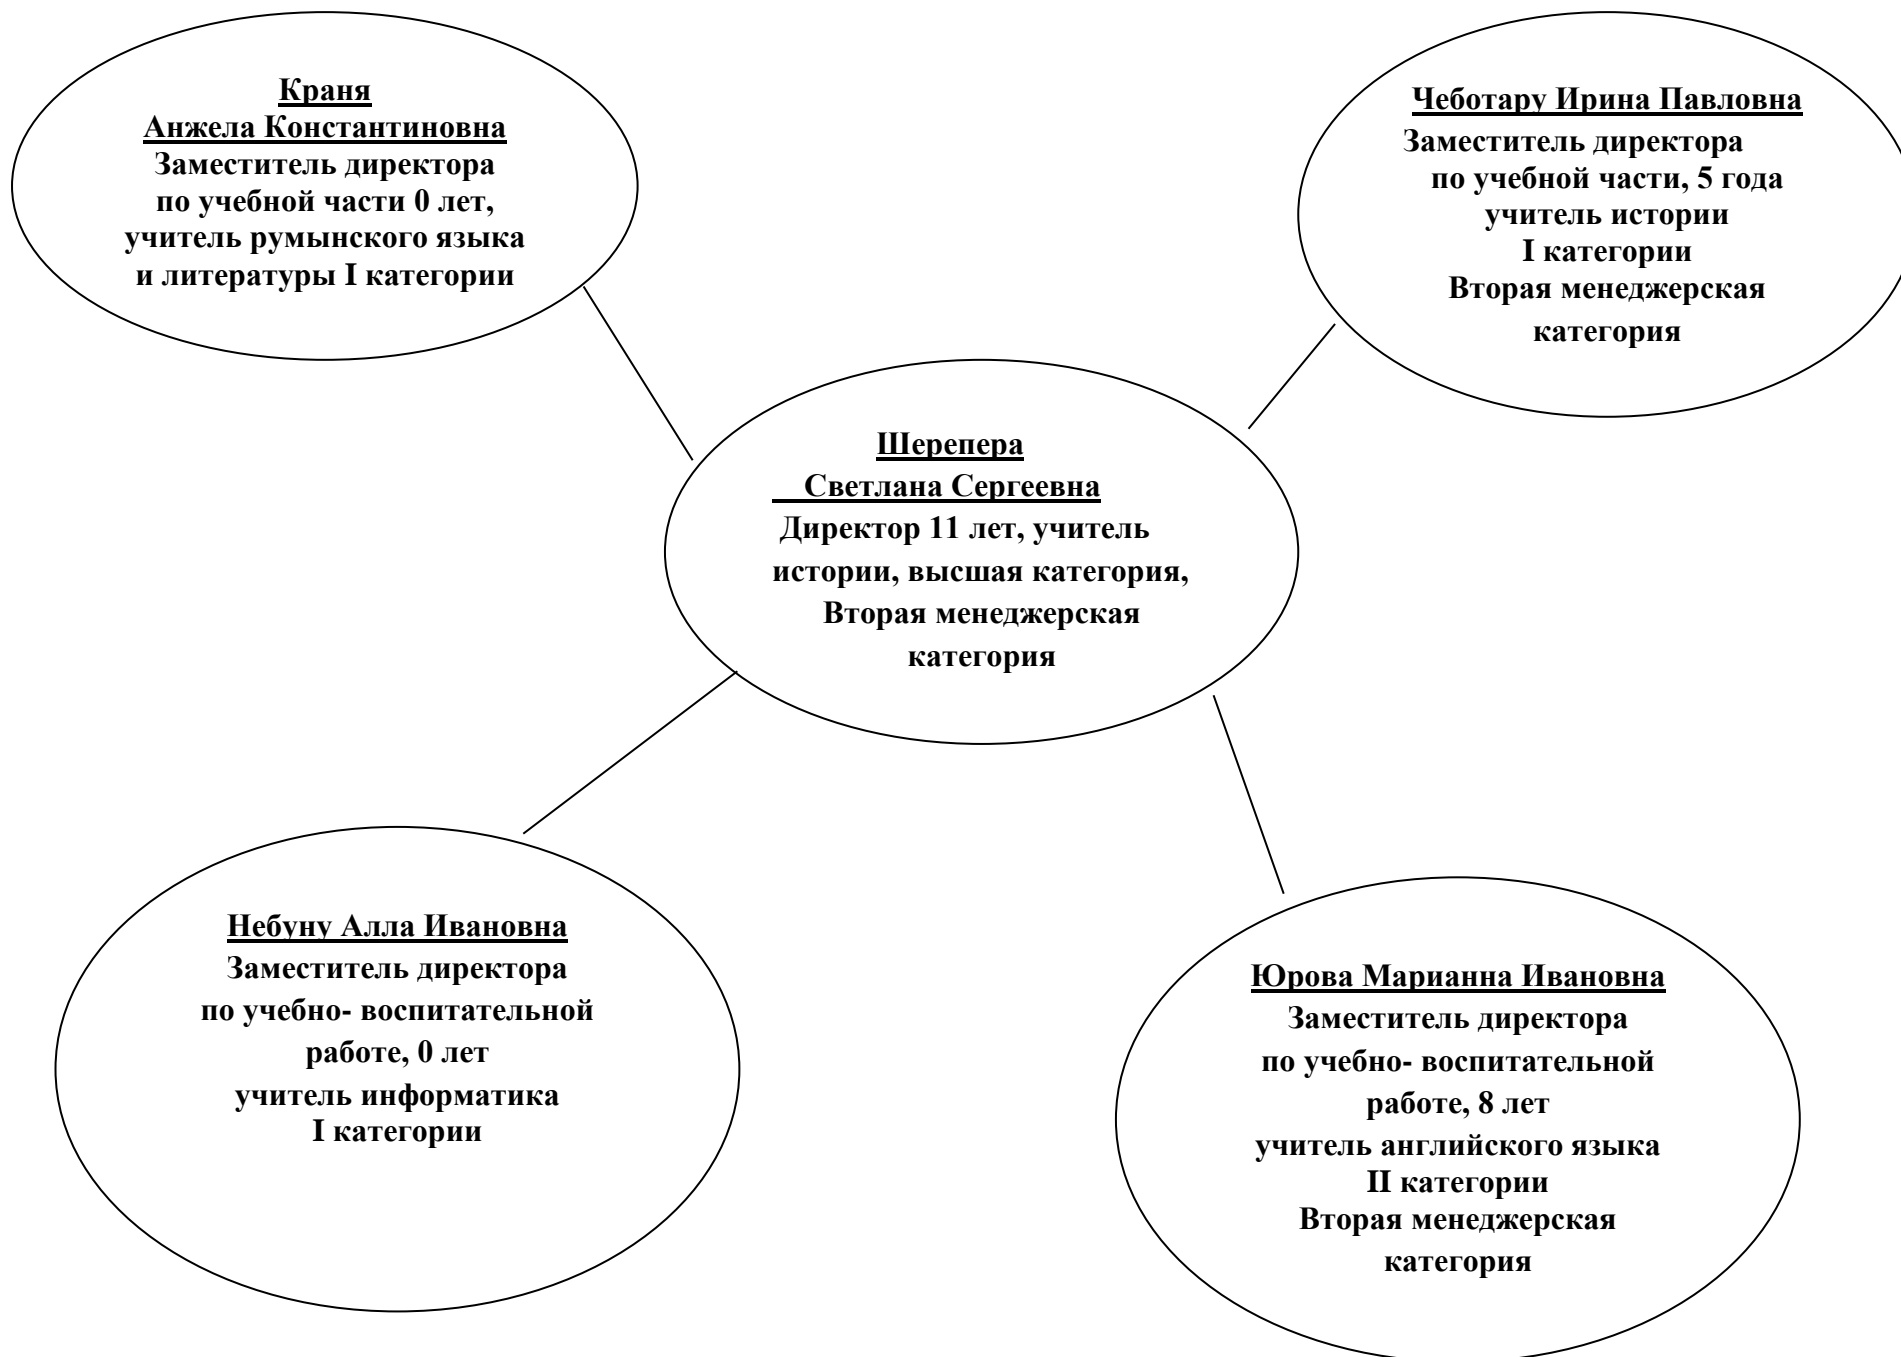 Краня
Анжела Константиновна
Заместитель директора
по учебной части 0 лет,
учитель румынского языка
и литературы I категории
Чеботару Ирина Павловна
Заместитель директора
по учебной части, 5 года
учитель истории
I категории
Вторая менеджерская
категория
Шерепера
Светлана Сергеевна
Директор 11 лет, учитель
истории, высшая категория,
Вторая менеджерская
категория
Небуну Алла Ивановна
Заместитель директора
по учебно- воспитательной
работе, 0 лет
учитель информатика
I категории
Юрова Марианна Ивановна
Заместитель директора
по учебно- воспитательной
работе, 8 лет
учитель английского языка
II категории
Вторая менеджерская
категория